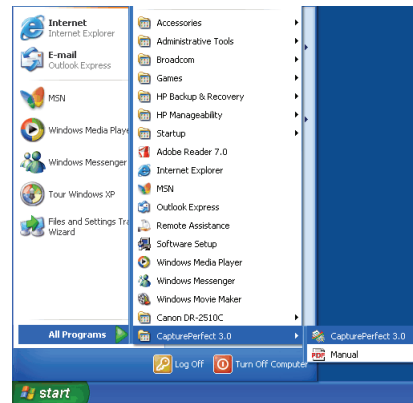 Internet
Internet Explorer
E-mail
Outlook Express
MSN
Windows Media Playe
Windows Messenger
Tour Windows XP
Files and Settings Tra
Wizard
All Programs
Accessories
Administrative Tools
Broadcom
Games
HP Backup & Recovery
HP Manageability
Startup
Adobe Reader 7.0
Internet Explorer
MSN
Outlook Express
Remote Assistance
Software Setup
Windows Media Player
Windows Messenger
Windows Movie Maker
Canon DR-2510C
CapturePerfect 3.0
CapturePerfect 3.0
PDF Manual
Log Off Turn Off Computer
start